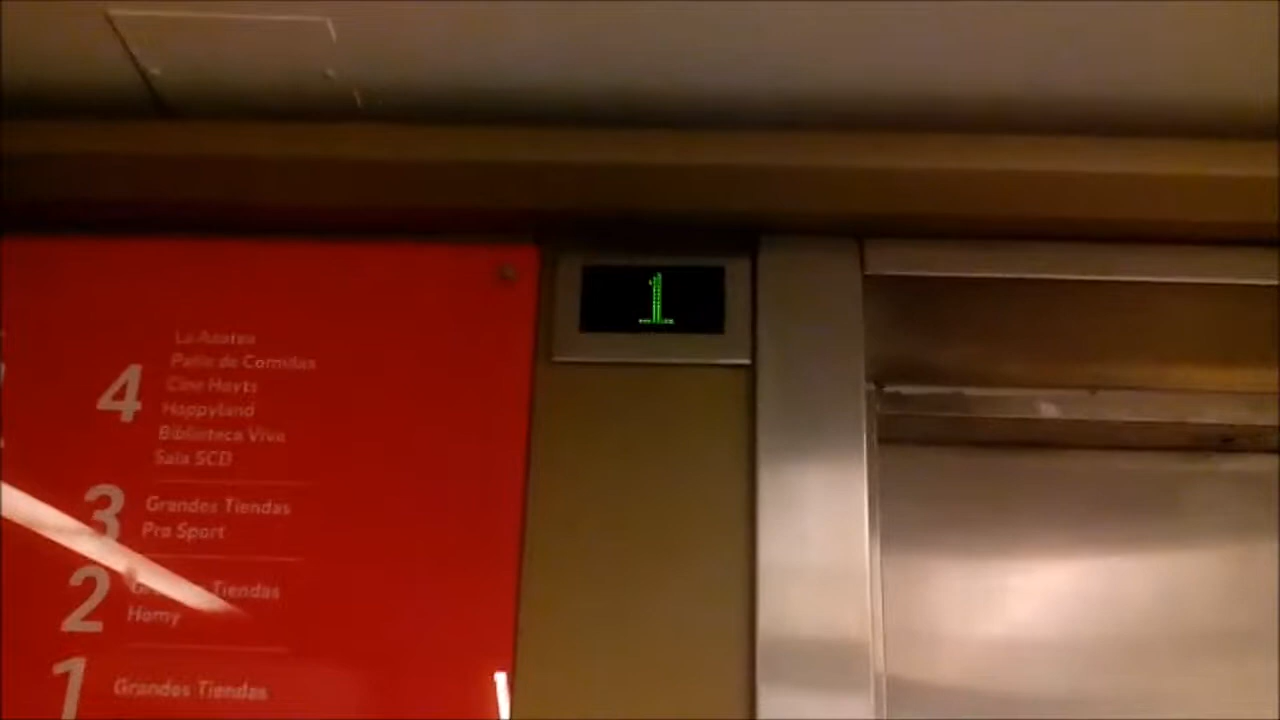 1
4
La Azotea
Patio de Comidas
Cine Hoyts
Happyland
Biblioteca Viva
Sala SCD
3
Grandes Tiendas
Pro Sport
2
Grandes Tiendas
Homy
1
Grandes Tiendas